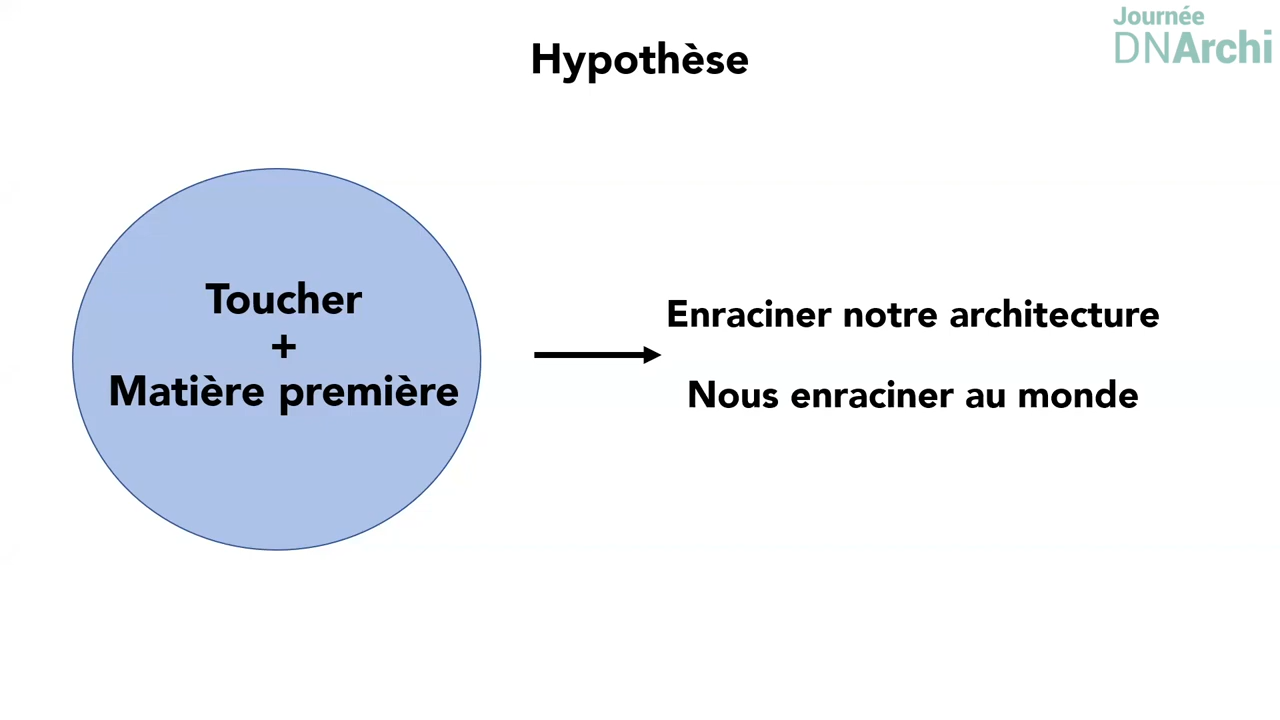 Journée
DNArchi
Hypothèse
Toucher
+
Matière première
Enraciner notre architecture
Nous enraciner au monde